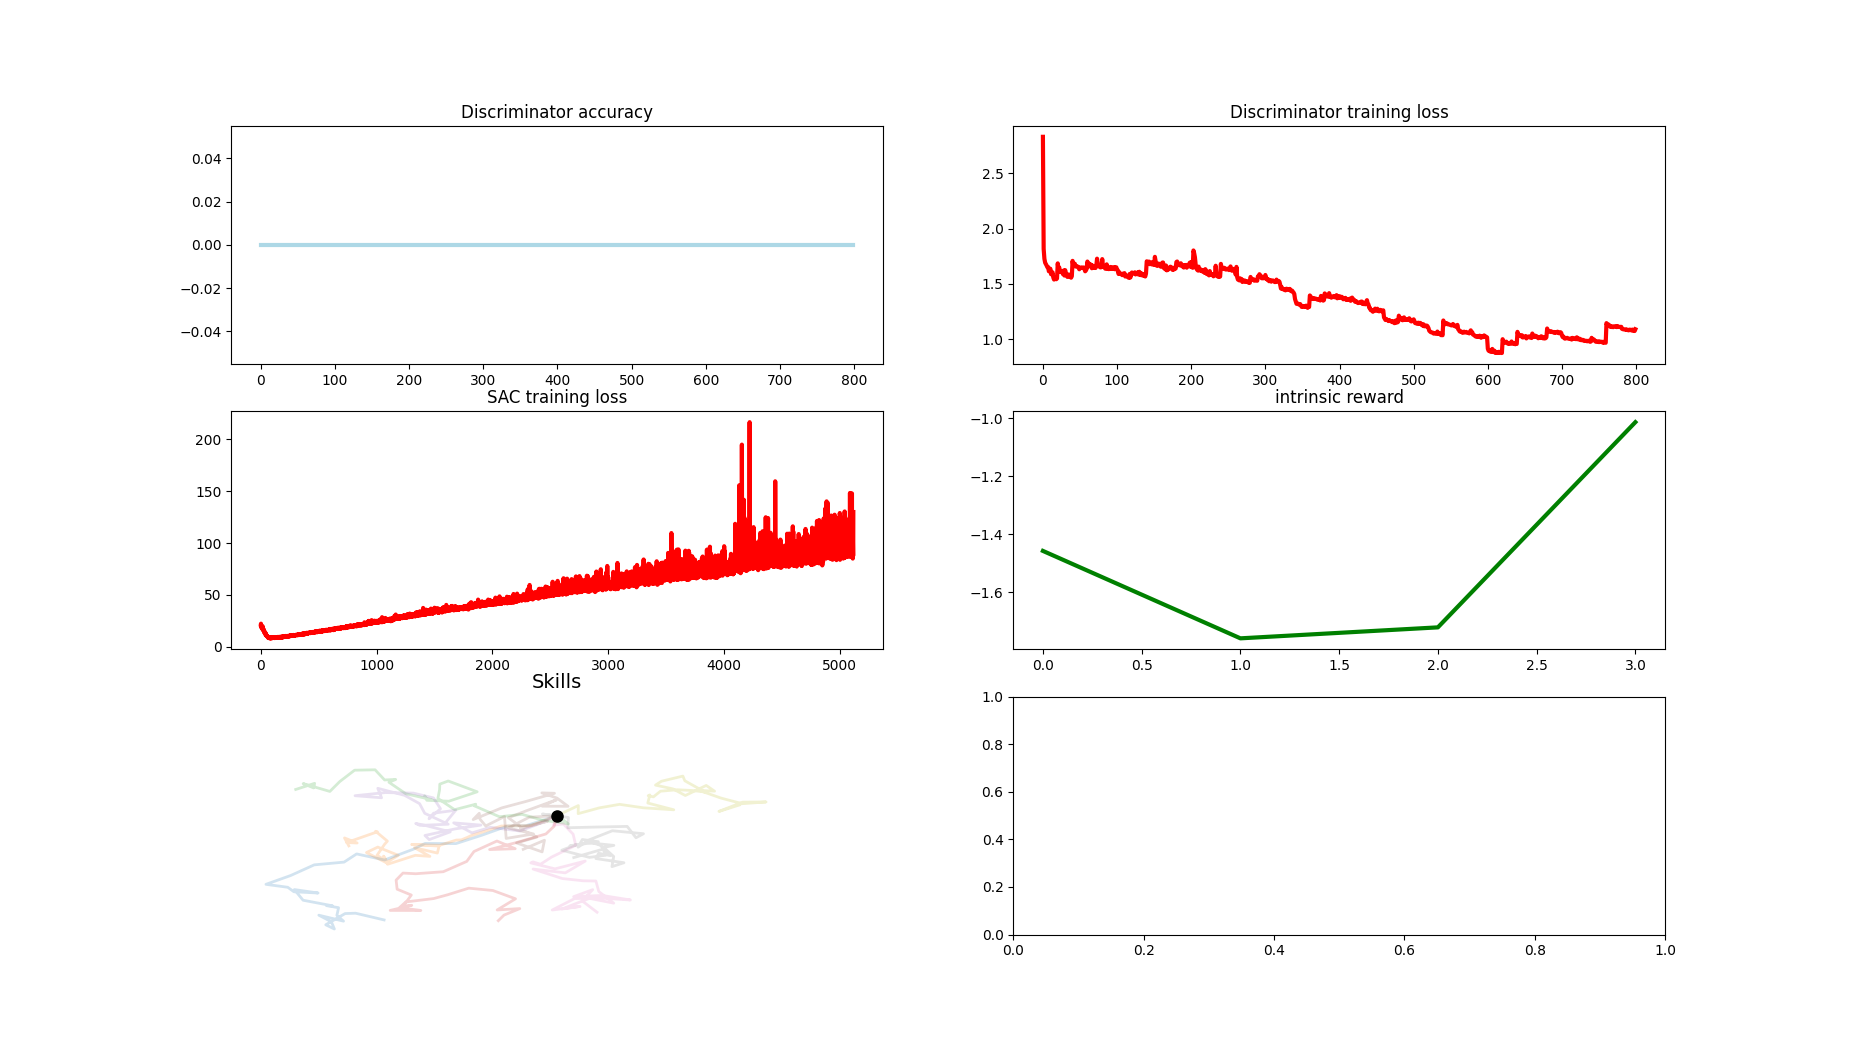 Discriminator accuracy
0.04
0.02
0.00
−0.02
−0.04
0 100 200 300 400 500 600 700 800
Discriminator training loss
2.5
2.0
1.5
1.0
0 100 200 300 400 500 600 700 800
SAC training loss
200
150
100
50
0
0 1000 2000 3000 4000 5000
intrinsic reward
−1.0
−1.2
−1.4
−1.6
0.0 0.5 1.0 1.5 2.0 2.5 3.0
Skills
1.0
0.8
0.6
0.4
0.2
0.0
0.0 0.2 0.4 0.6 0.8 1.0